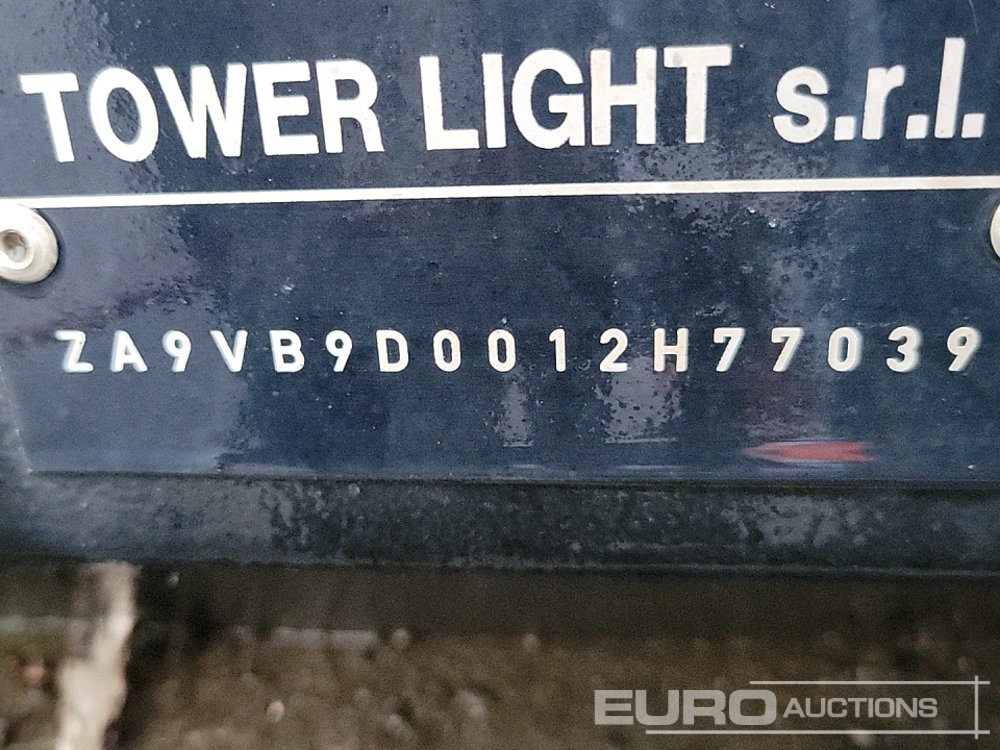 TOWER LIGHT s.r.l.
ZA9VB9D0012H77039
EURO AUCTIONS